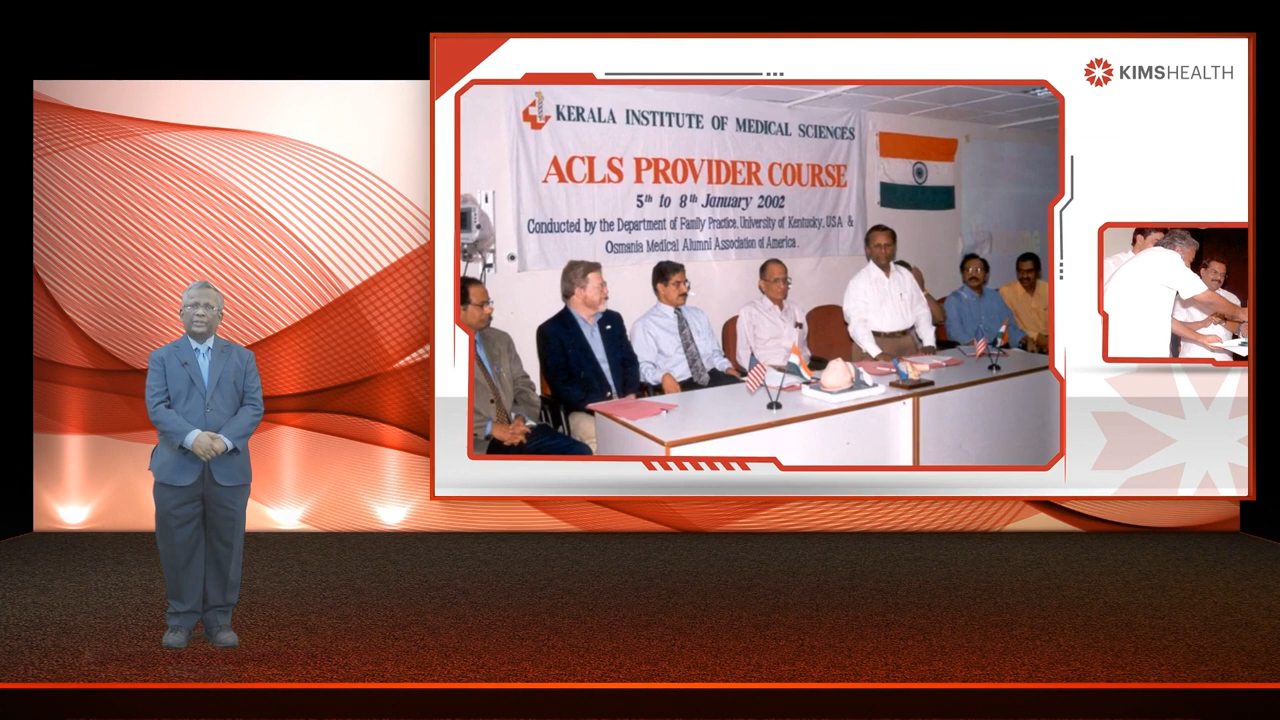 KIMSHEALTH
KERALA INSTITUTE OF MEDICAL SCIENCES
ACLS PROVIDER COURSE
5th to 8th January 2002
Conducted by the Department of Family Practice, University of Kentucky, USA &
Osmania Medical Alumni Association of America.